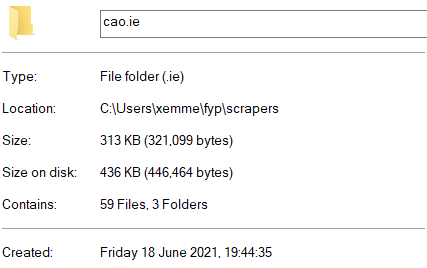 cao.ie
Type: File folder (.ie)
Location: C:\Users\xemme\fyp\scrapers
Size: 313 KB (321,099 bytes)
Size on disk: 436 KB (446,464 bytes)
Contains: 59 Files, 3 Folders
Created: Friday 18 June 2021, 19:44:35